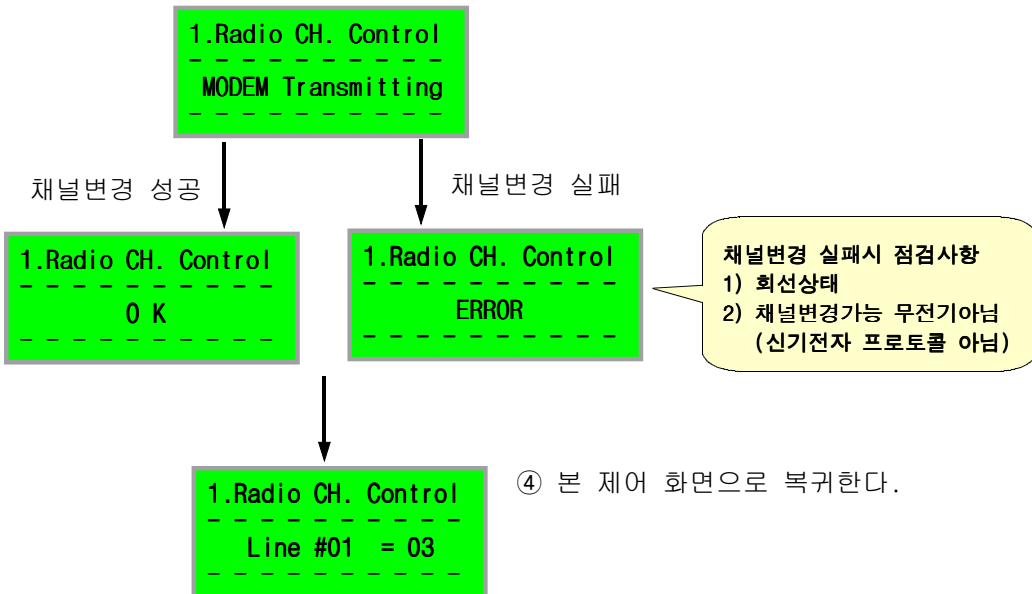 1.Radio CH. Control
- - - - - - - - - -
MODEM Transmitting
- - - - - - - - - -
채널변경 성공
채널변경 실패
1.Radio CH. Control
- - - - - - - - - -
O K
- - - - - - - - - -
1.Radio CH. Control
- - - - - - - - - -
ERROR
- - - - - - - - - -
채널변경 실패시 점검사항
1) 회선상태
2) 채널변경가능 무전기아님
(신기전자 프로토콜 아님)
1.Radio CH. Control
- - - - - - - - - -
Line #01 = 03
- - - - - - - - - -
④ 본 제어 화면으로 복귀한다.